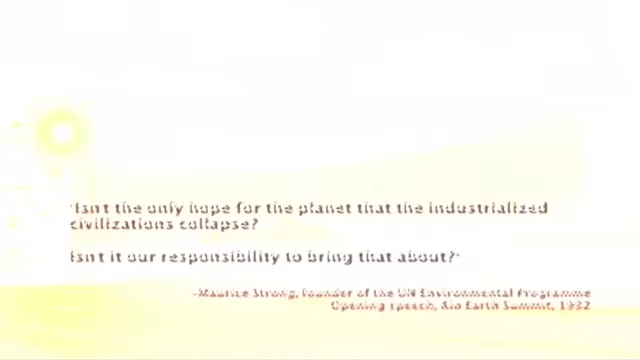 "Isn't the only hope for the planet that the industrialized
civilizations collapse?
Isn't it our responsibility to bring that about?"
-Maurice Strong, founder of the UN Environmental Programme
Opening speech, Rio Earth Summit, 1992